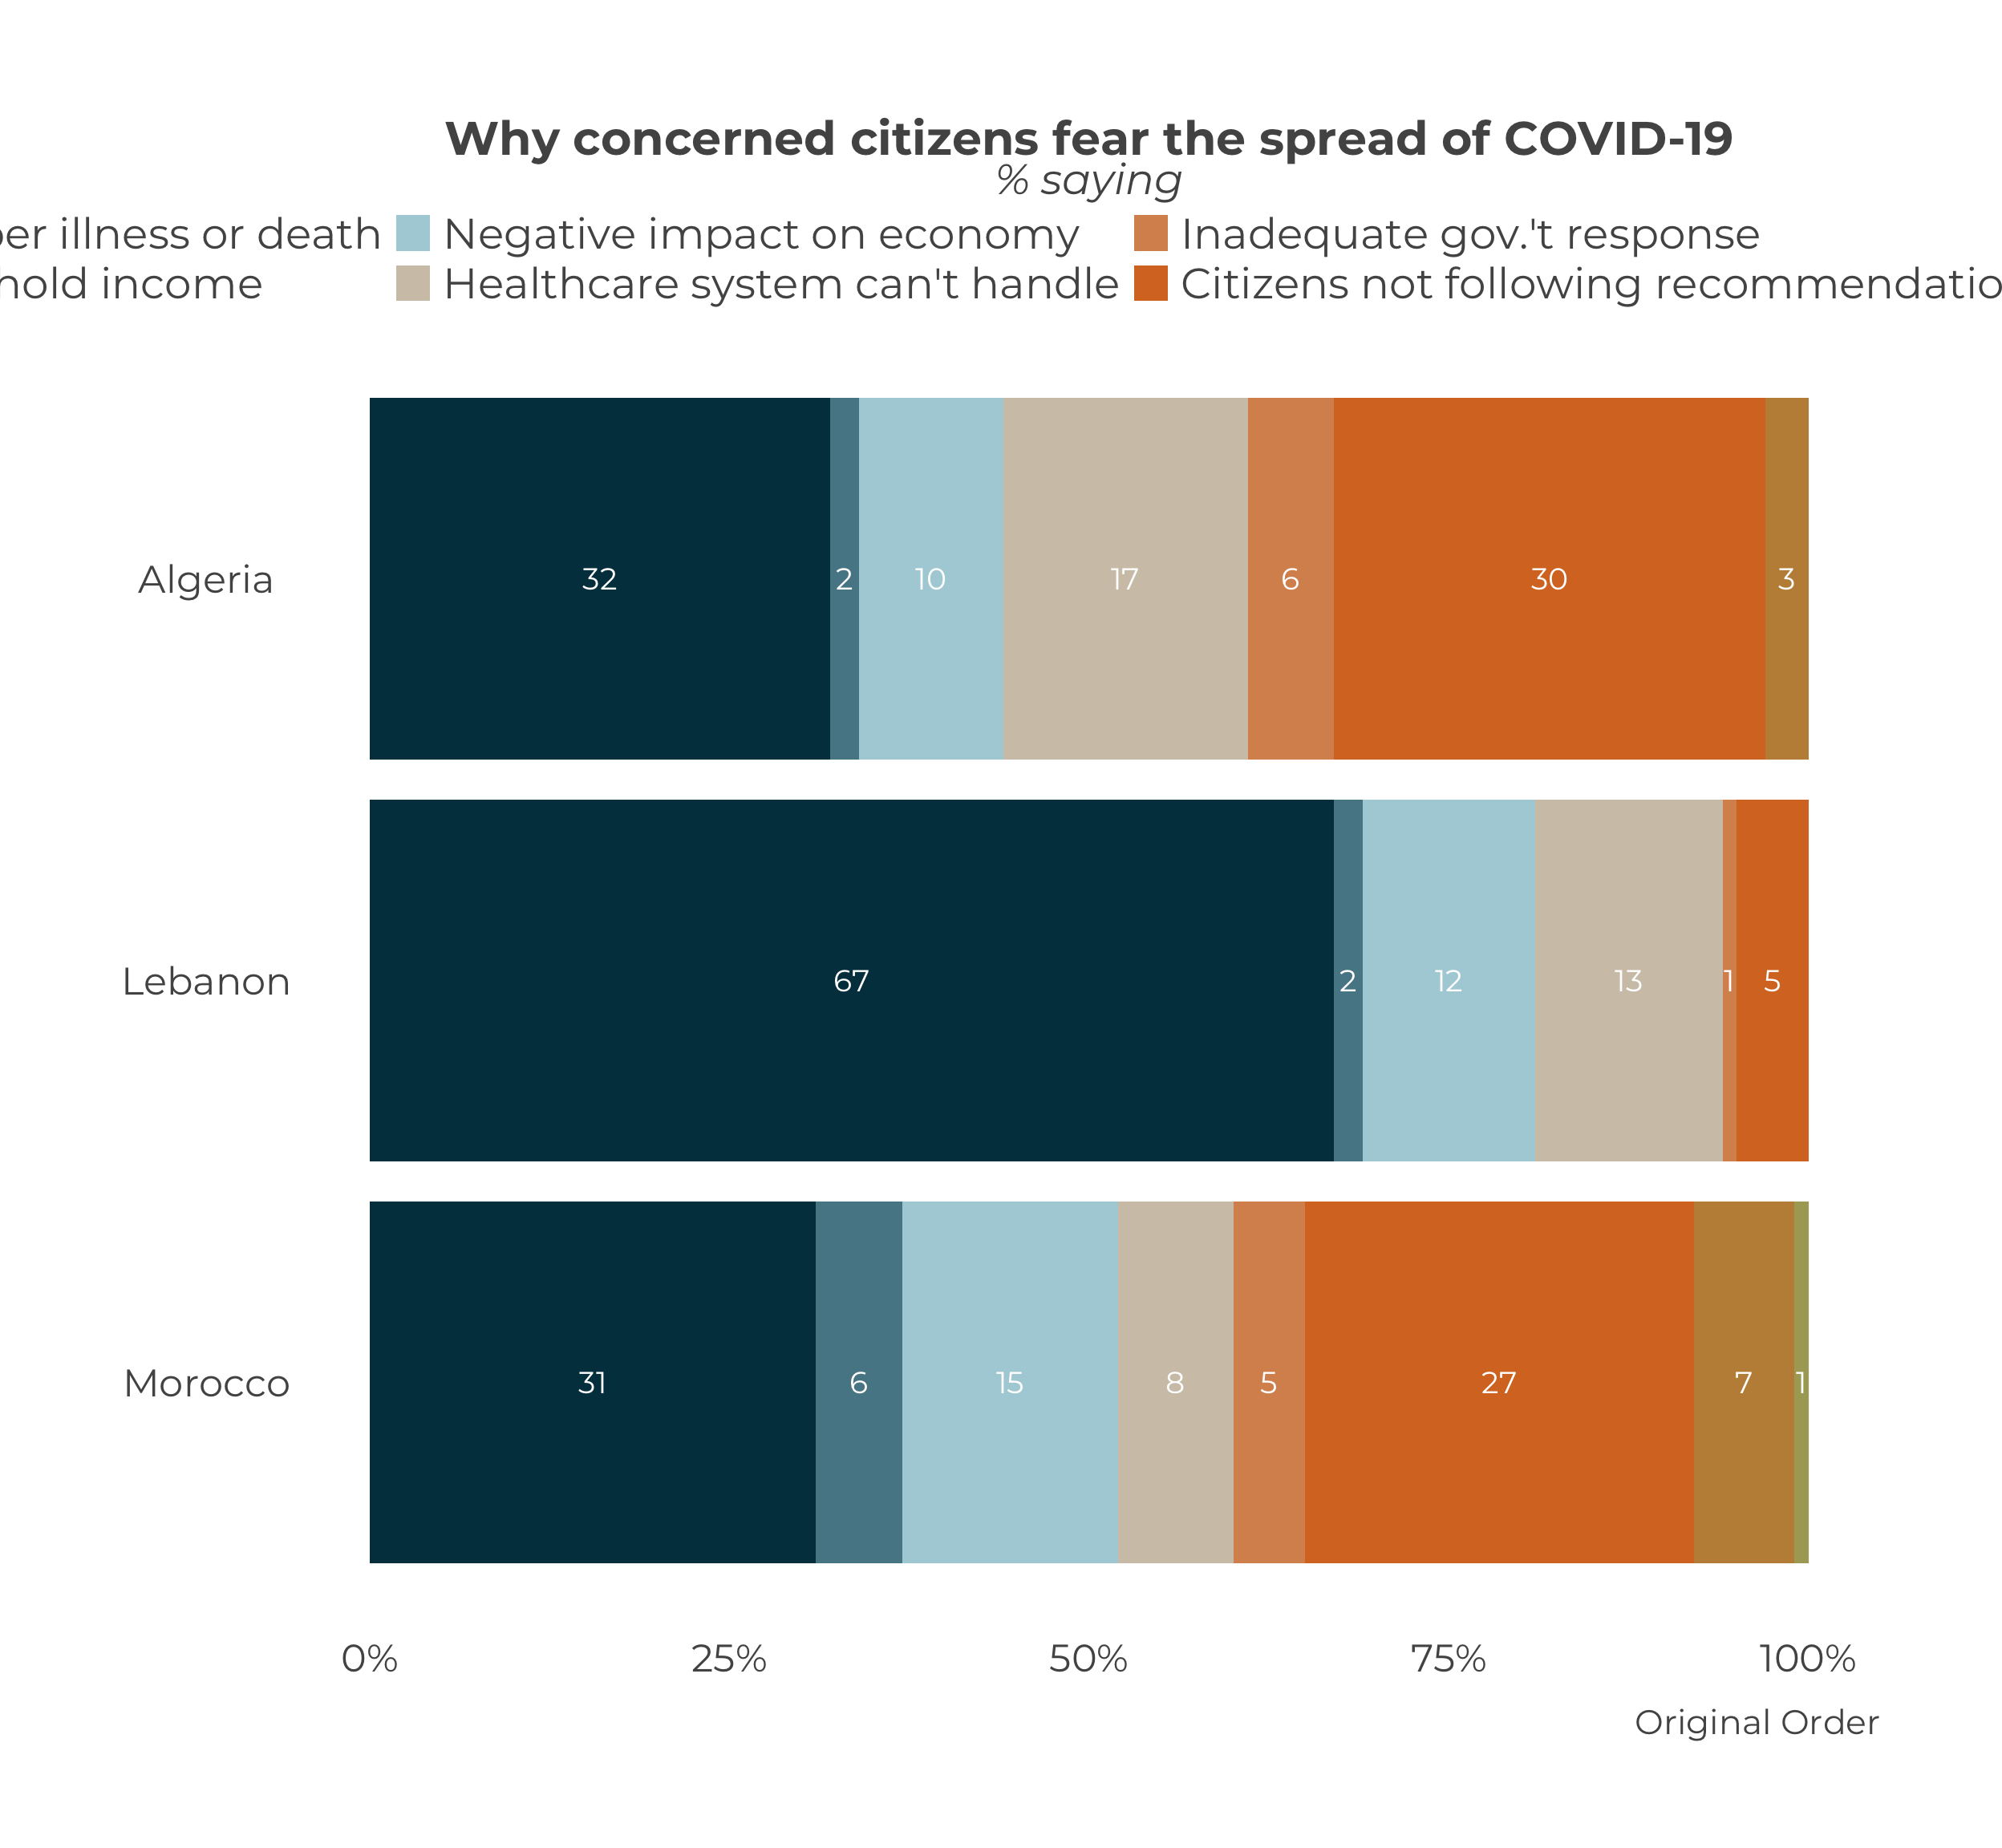 Why concerned citizens fear the spread of COVID-19
% saying
illness or death Negative impact on economy Inadequate gov.'t response
income Healthcare system can't handle Citizens not following
Algeria 32 2 10 17 6 30 3
Lebanon 67 2 12 13 1 5
Morocco 31 6 15 8 5 27 7 1
0% 25% 50% 75% 100%
Original Order